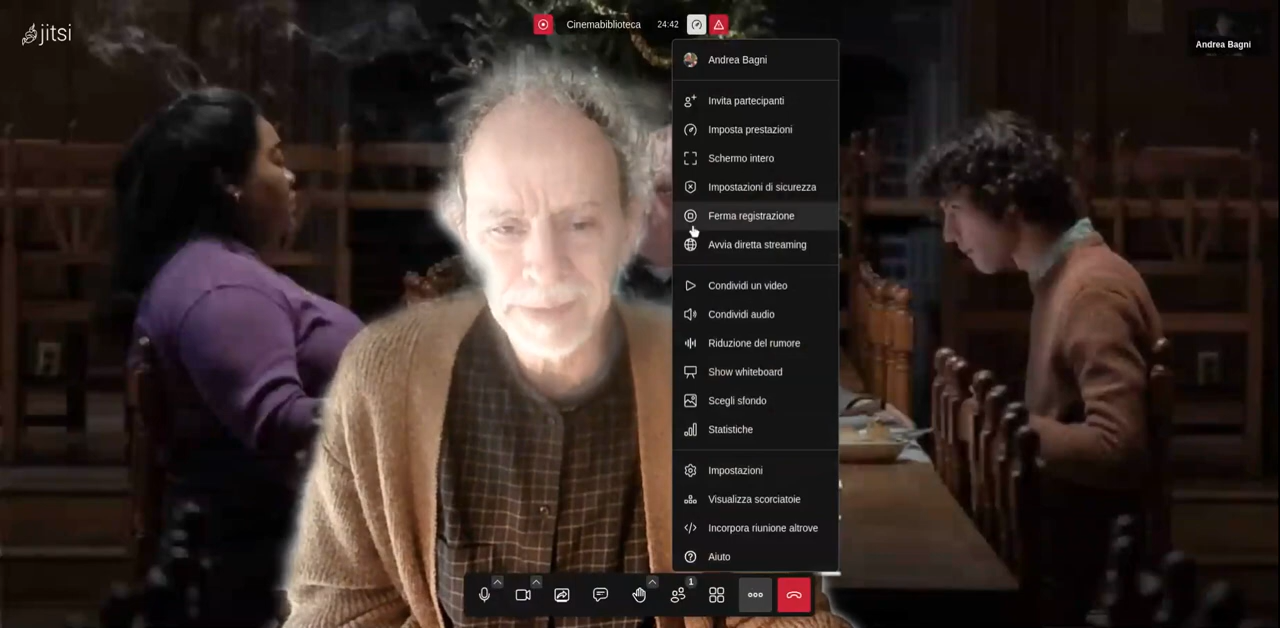 jitsi
Cinemabiblioteca
24:42
Andrea Bagni
Andrea Bagni
Invita partecipanti
Imposta prestazioni
Schermo intero
Impostazioni di sicurezza
Ferma registrazione
Avvia diretta streaming
Condividi un video
Condividi audio
Riduzione del rumore
Show whiteboard
Scegli sfondo
Statistiche
Impostazioni
Visualizza scorciatoie
Incorpora riunione altrove
Aiuto
1